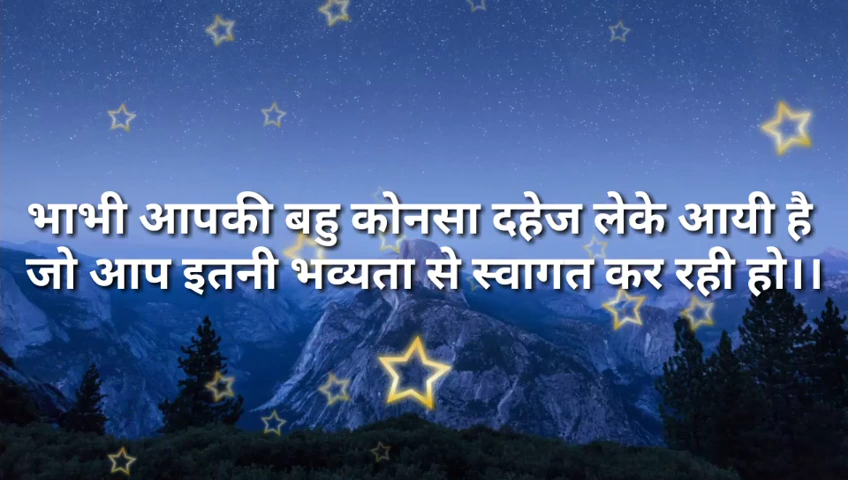 भाभी आपकी बहु कोनसा दहेज लेके आयी है
जो आप इतनी भव्यता से स्वागत कर रही हो।।